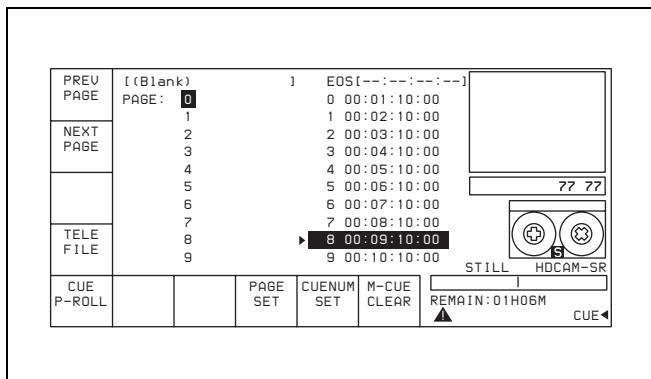 PREV PAGE
NEXT PAGE
TELE FILE
[(Blank) ] EOS[--:--:--:--]
PAGE: 0 0 00:01:10:00
1 1 00:02:10:00
2 2 00:03:10:00
3 3 00:04:10:00
4 4 00:05:10:00
5 5 00:06:10:00
6 6 00:07:10:00
7 7 00:08:10:00
8 ▶ 8 00:09:10:00
9 9 00:10:10:00
77 77
S
STILL HDCAM-SR
CUE P-ROLL
PAGE SET
CUENUM SET
M-CUE CLEAR
REMAIN:01H06M
CUE◀